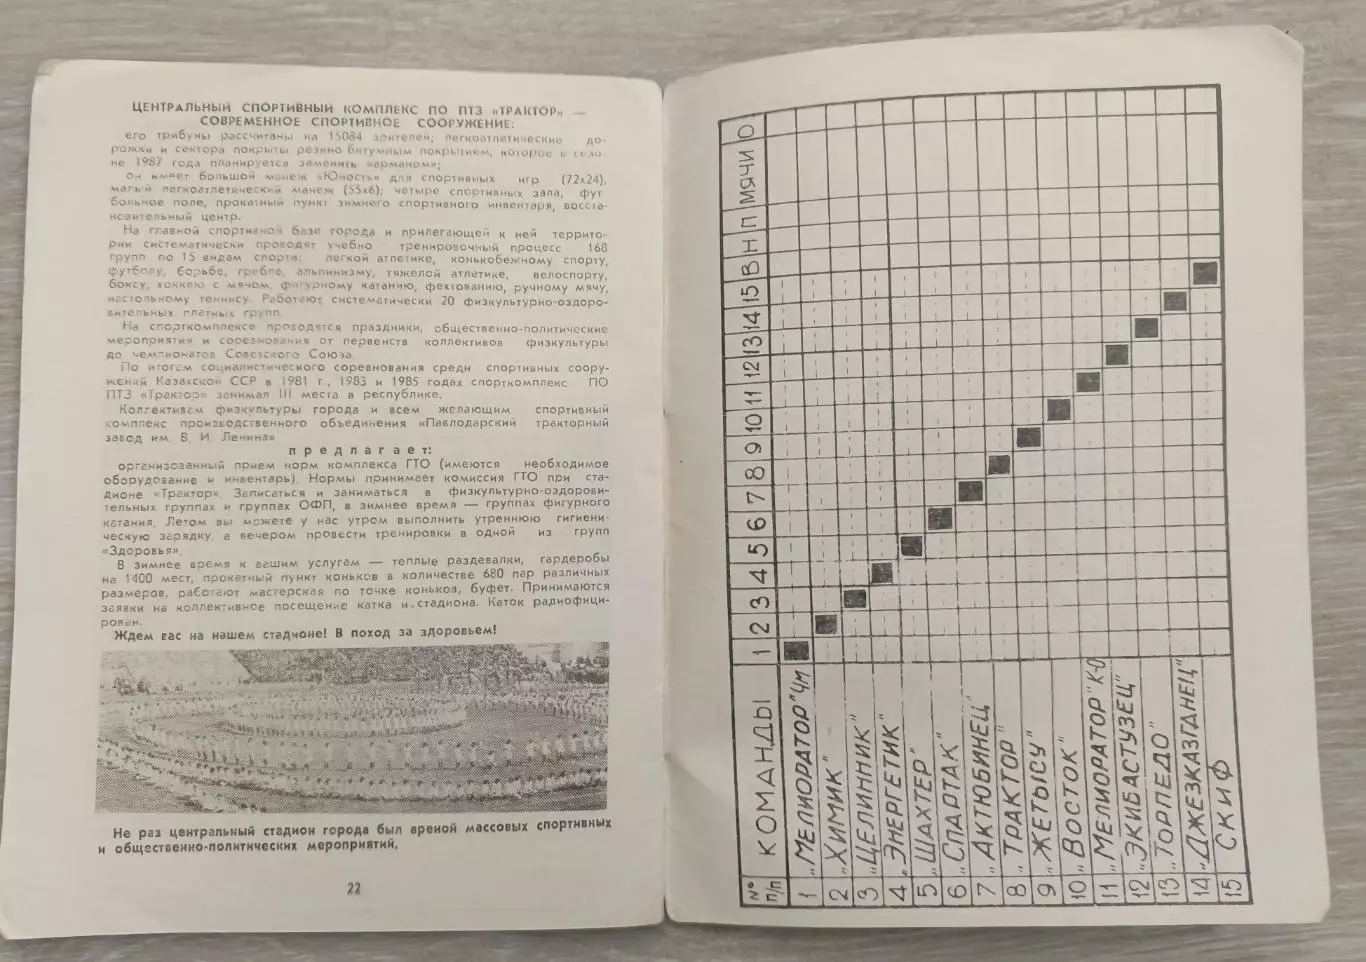 ЦЕНТРАЛЬНЫЙ СПОРТИВНЫЙ КОМПЛЕКС ПО ПТЗ «ТРАКТОР» —
СОВРЕМЕННОЕ СПОРТИВНОЕ СООРУЖЕНИЕ:
его трибуны рассчитаны на 15084 зрителей; легкоатлетические до-
рожки и сектора покрыты резино-битумным покрытием, которое в сезо-
не 1987 года планируется заменить «арманом»;
он имеет большой манеж «Юность» для спортивных игр (72х24),
малый легкоатлетический манеж (55х6); четыре спортивных зала, фут
больное поле, прокатный пункт зимнего спортивного инвентаря, восста-
новительный центр.
На главной спортивной базе города и прилегающей к ней террито-
рии систематически проводят учебно тренировочный процесс 168
групп по 15 видам спорта: легкой атлетике, конькобежному спорту,
футболу, борьбе, гребле, альпинизму, тяжелой атлетике, велоспорту,
боксу, хоккею с мячом, фигурному катанию, фехтованию, ручному мячу,
настольному теннису. Работают систематически 20 физкультурно-оздоро-
вительных платных групп.
На спорткомплексе проводятся праздники, общественно-политические
мероприятия и соревнования от первенств коллективов физкультуры
до чемпионатов Советского Союза.
По итогам социалистического соревнования среди спортивных соору-
жений Казахской ССР в 1981 г., 1983 и 1985 годах спорткомплекс ПО
ПТЗ «Трактор» занимал III места в республике.
Коллективам физкультуры города и всем желающим спортивный
комплекс производственного объединения «Павлодарский тракторный
завод им. В. И. Ленина»
предлагает:
организованный прием норм комплекса ГТО (имеются необходимое
оборудование и инвентарь). Нормы принимает комиссия ГТО при ста-
дионе «Трактор». Записаться и заниматься в физкультурно-оздорови-
тельных группах и группах ОФП, в зимнее время — группах фигурного
катания. Летом вы можете у нас утром выполнить утреннюю гигиени-
ческую зарядку, а вечером провести тренировки в одной из групп
«Здоровья».
В зимнее время к вашим услугам — теплые раздевалки, гардеробы
на 1400 мест, прокатный пункт коньков в количестве 680 пар различных
размеров, работают мастерская по точке коньков, буфет. Принимаются
заявки на коллективное посещение катка и стадиона. Каток радиофици-
рован.
Ждем вас на нашем стадионе! В поход за здоровьем!
Не раз центральный стадион города был ареной массовых спортивных
и общественно-политических мероприятий.
22
№ п/п КОМАНДЫ 1 2 3 4 5 6 7 8 9 10 11 12 13 14 15 В Н П МЯЧИ О
1 „МЕЛИОРАТОР" ЧМ
2 „ХИМИК"
3 „ЦЕЛИННИК"
4 „ЭНЕРГЕТИК"
5 „ШАХТЕР"
6 „СПАРТАК"
7 „АКТЮБИНЕЦ"
8 „ТРАКТОР"
9 „ЖЕТЫСУ"
10 „ВОСТОК"
11 „МЕЛИОРАТОР" К-О
12 „ЭКИБАСТУЗЕЦ"
13 „ТОРПЕДО"
14 „ДЖЕЗКАЗГАНЕЦ"
15 СКИФ